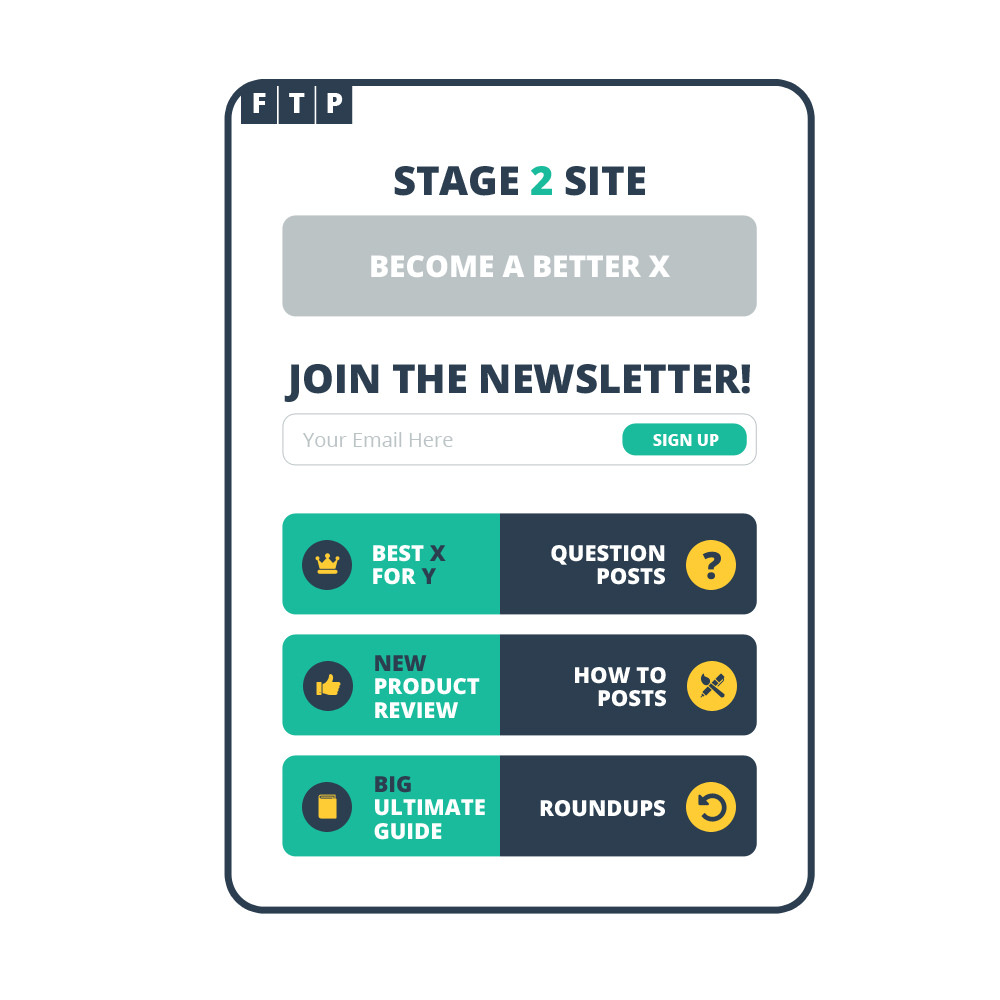 F T P
STAGE 2 SITE
BECOME A BETTER X
JOIN THE NEWSLETTER!
Your Email Here
SIGN UP
BEST X
FOR Y
QUESTION
POSTS
?
NEW
PRODUCT
REVIEW
HOW TO
POSTS
BIG
ULTIMATE
GUIDE
ROUNDUPS